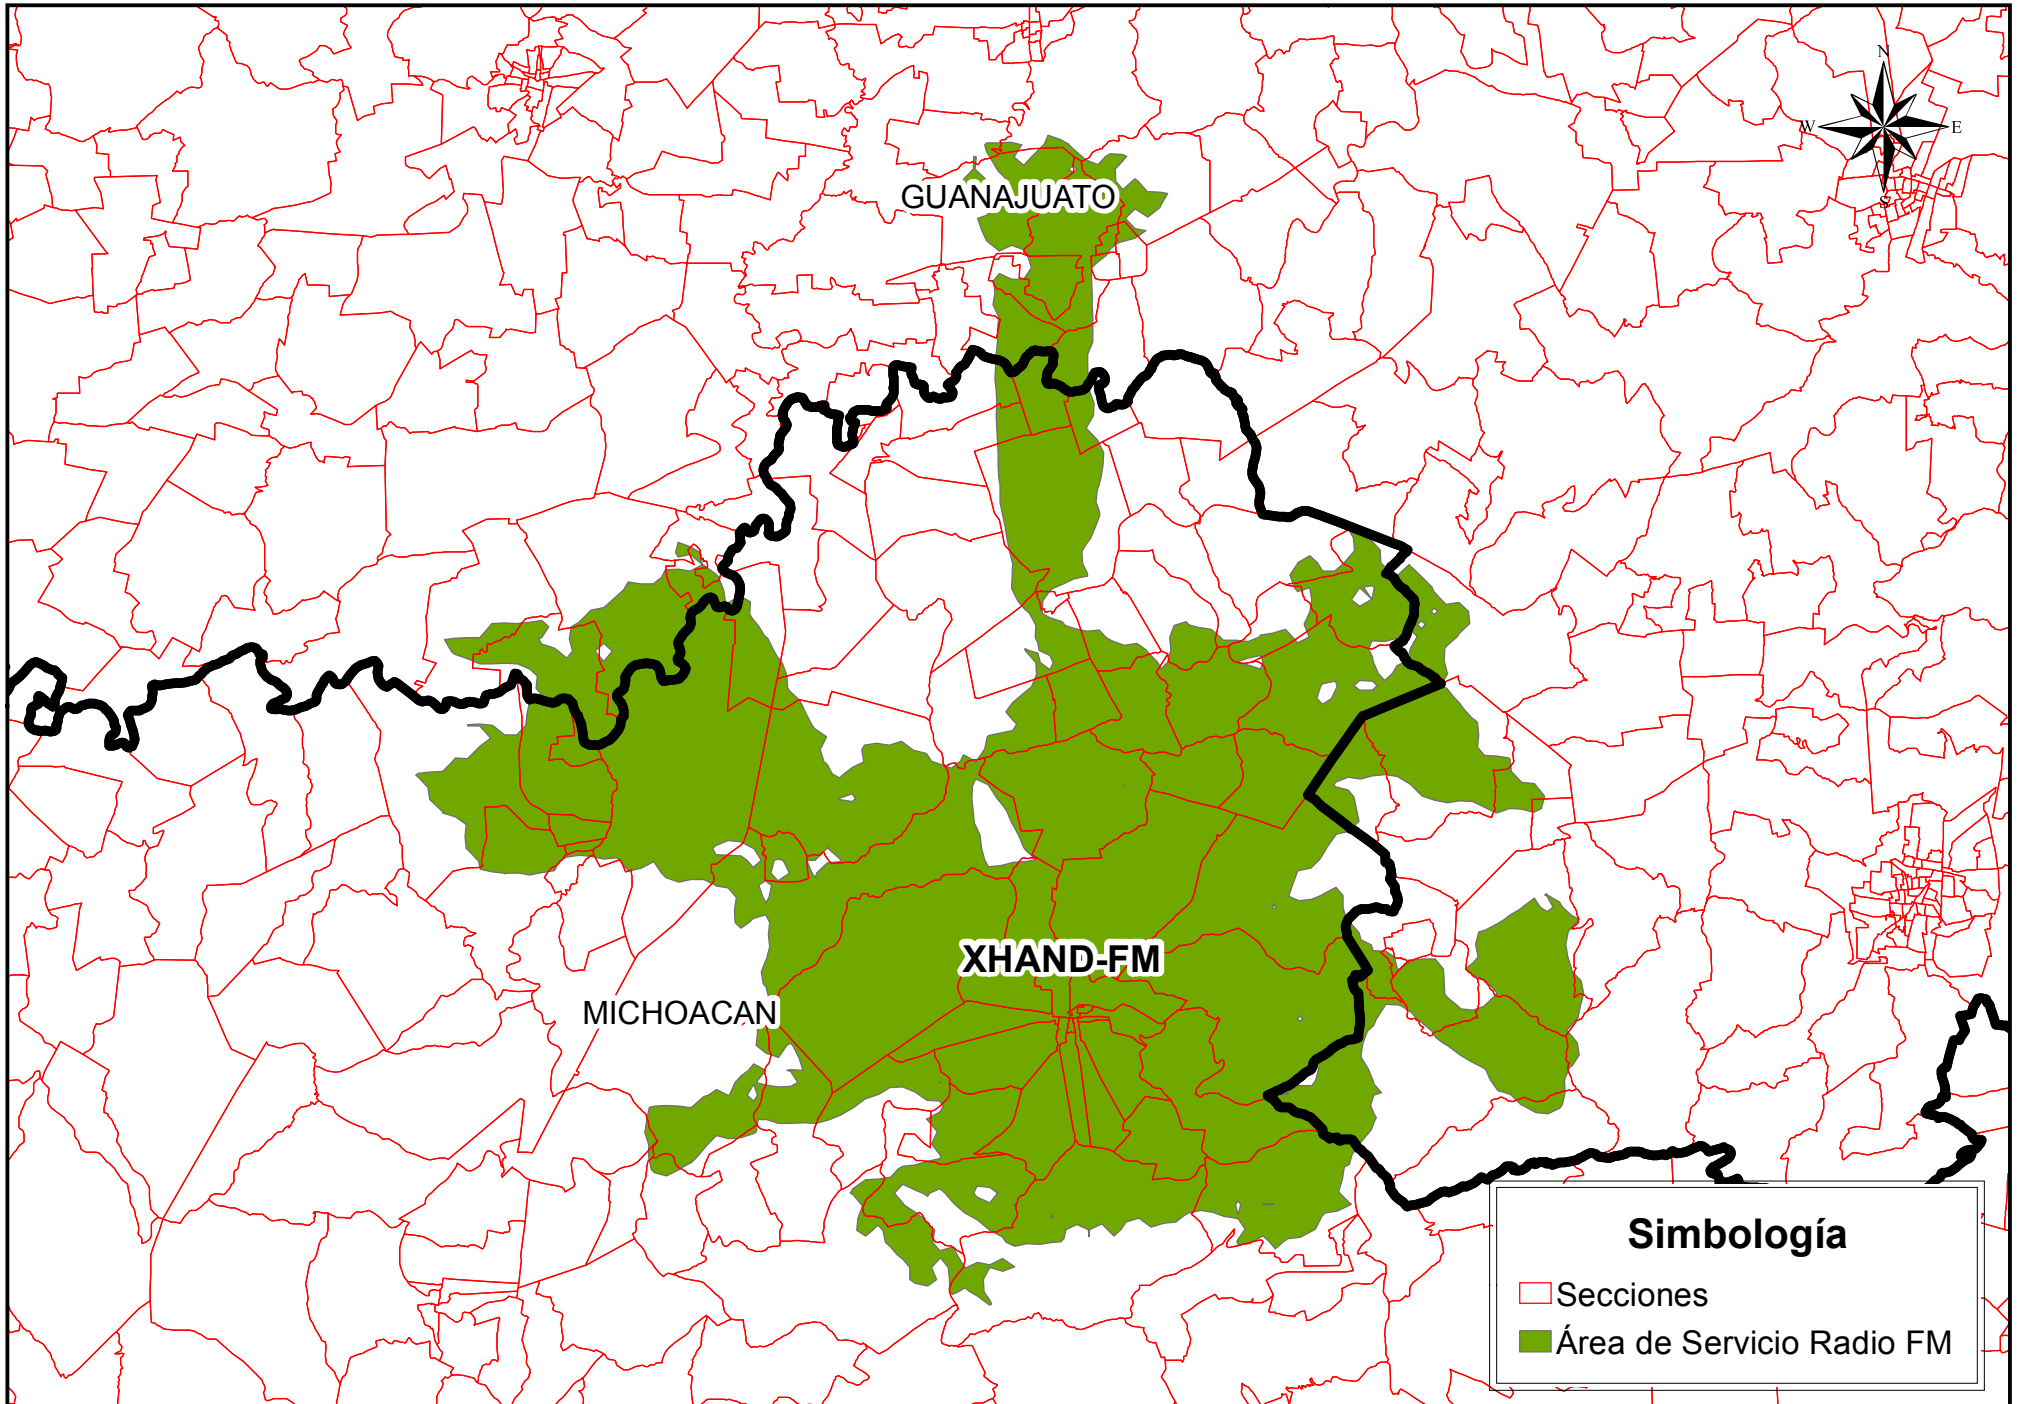 N
W E
S
GUANAJUATO
XHAND-FM
MICHOACAN
Simbología
Secciones
Área de Servicio Radio FM